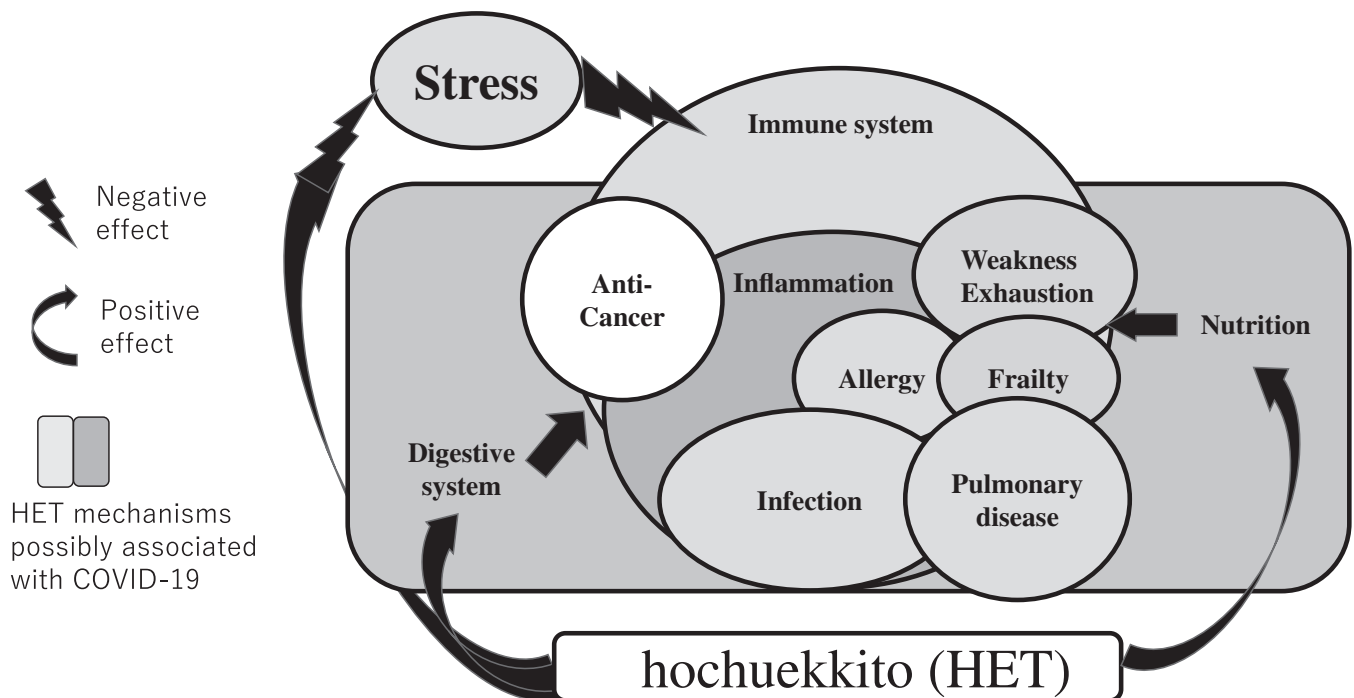 Stress
Immune system
Negative
effect
Positive
effect
HET mechanisms
possibly associated
with COVID-19
Anti-
Cancer
Inflammation
Weakness
Exhaustion
Nutrition
Allergy
Frailty
Digestive
system
Infection
Pulmonary
disease
hochuekkito (HET)